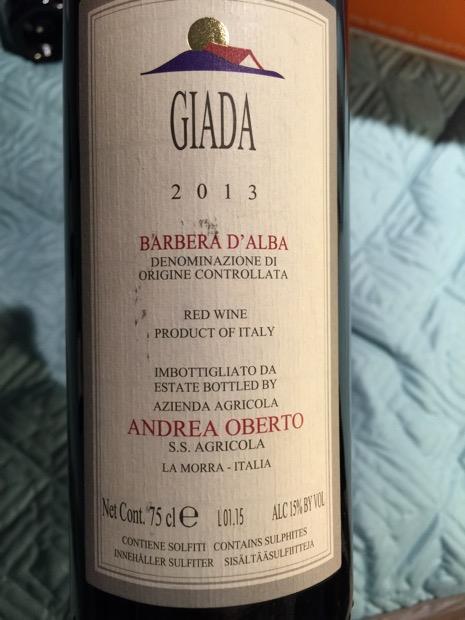 GIADA
2013
BARBERA D'ALBA
DENOMINAZIONE DI
ORIGINE CONTROLLATA
RED WINE
PRODUCT OF ITALY
IMBOTTIGLIATO DA
ESTATE BOTTLED BY
AZIENDA AGRICOLA
ANDREA OBERTO
S.S. AGRICOLA
LA MORRA - ITALIA
Net Cont. 75 cl e L01.15 ALC 15% BY VOL
CONTIENE SOLFITI CONTAINS SULPHITES
INNEHÅLLER SULFITER SISÄLTÄÄSULFIITTEJA